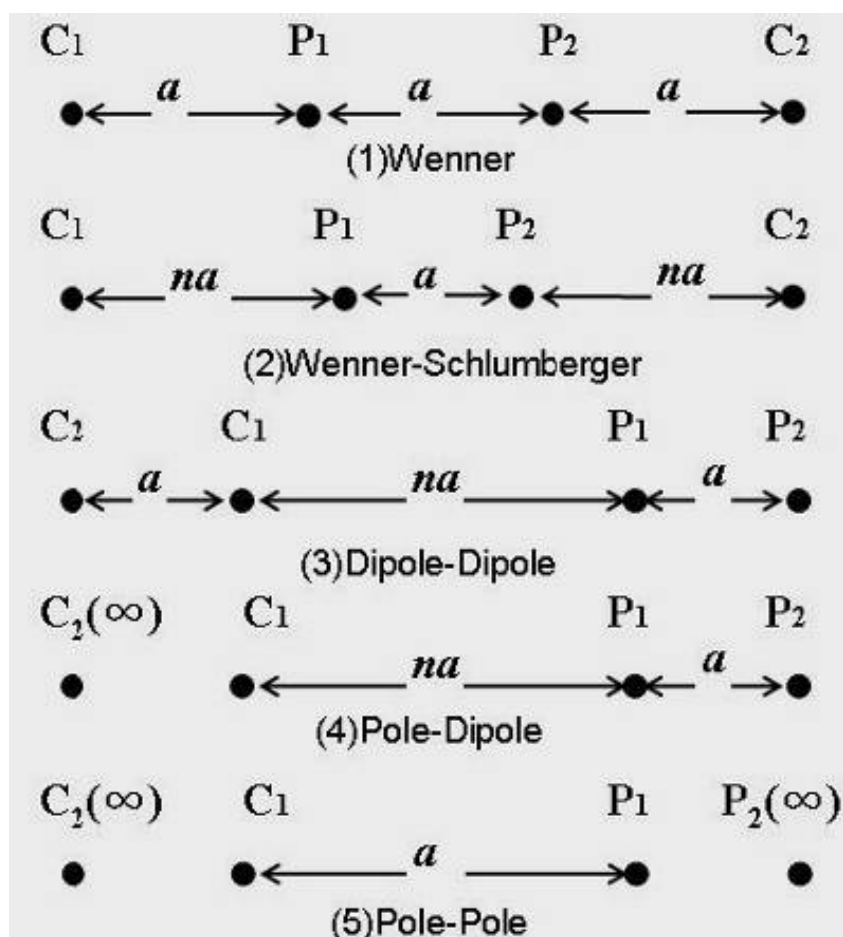 C₁ P₁ P₂ C₂
a a a
(1)Wenner
C₁ P₁ P₂ C₂
na a na
(2)Wenner-Schlumberger
C₂ C₁ P₁ P₂
a na a
(3)Dipole-Dipole
C₂(∞) C₁ P₁ P₂
na a
(4)Pole-Dipole
C₂(∞) C₁ P₁ P₂(∞)
a
(5)Pole-Pole